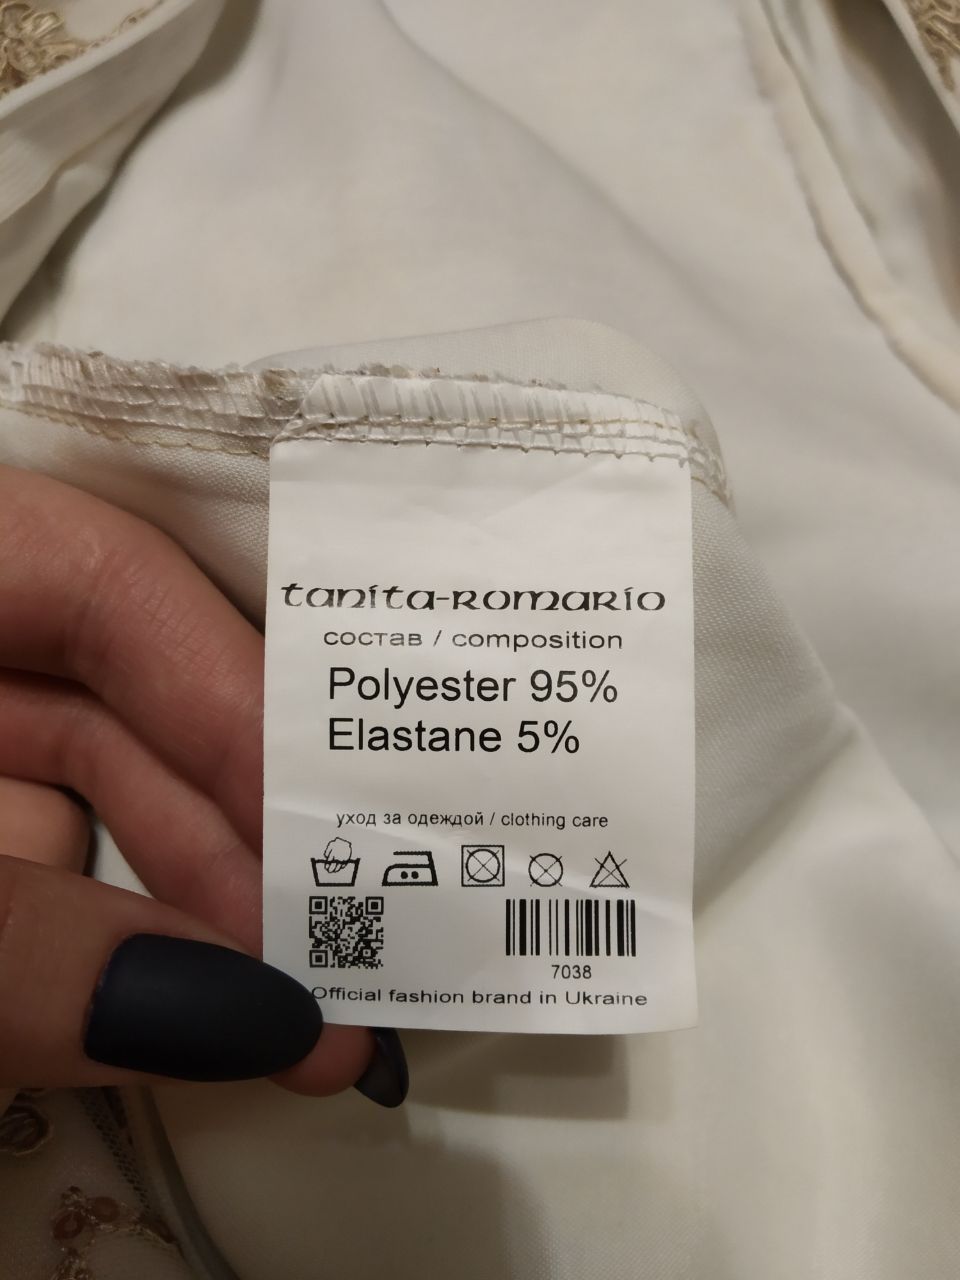 tanita-Romario
состав / composition
Polyester 95%
Elastane 5%
уход за одеждой / clothing care
7038
Official fashion brand in Ukraine